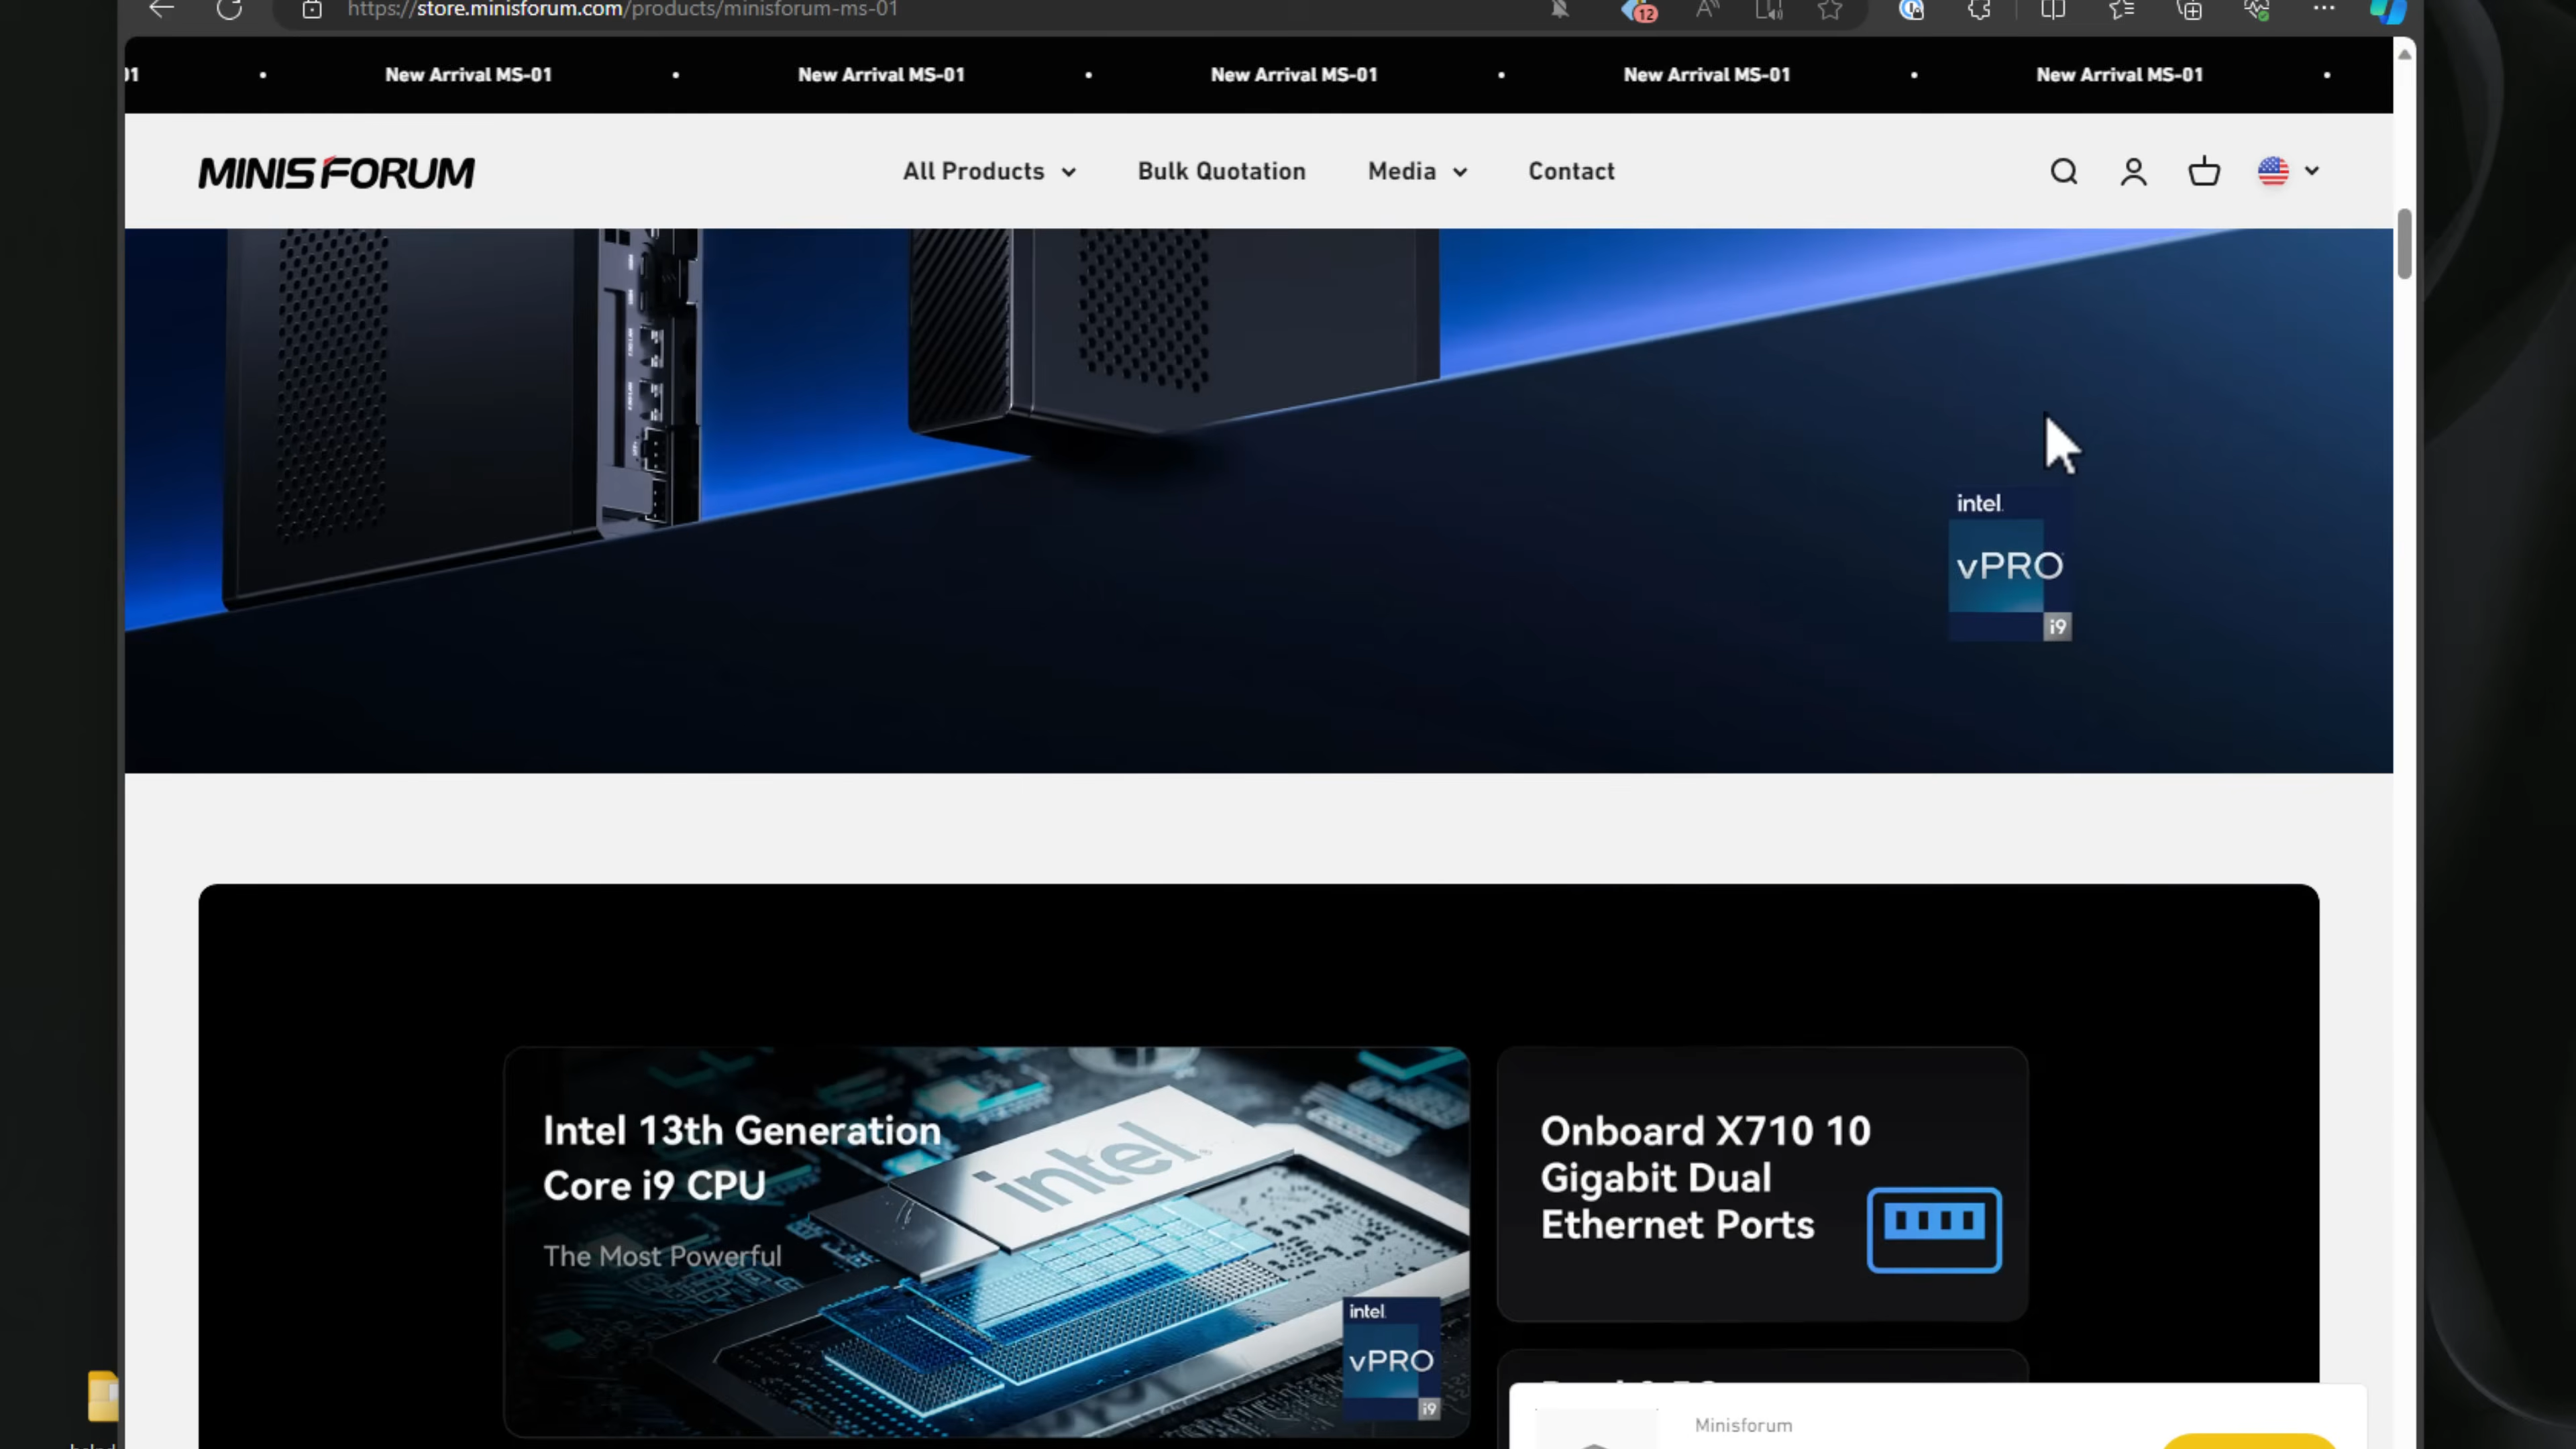 https://store.minisforum.com/products/minisforum-ms-01
12
01 • New Arrival MS-01 • New Arrival MS-01 • New Arrival MS-01 • New Arrival MS-01 • New Arrival MS-01 •
MINISFORUM
All Products
Bulk Quotation
Media
Contact
intel.
vPRO
i9
Intel 13th Generation
Core i9 CPU
The Most Powerful
intel
intel.
vPRO
i9
Onboard X710 10
Gigabit Dual
Ethernet Ports
Minisforum